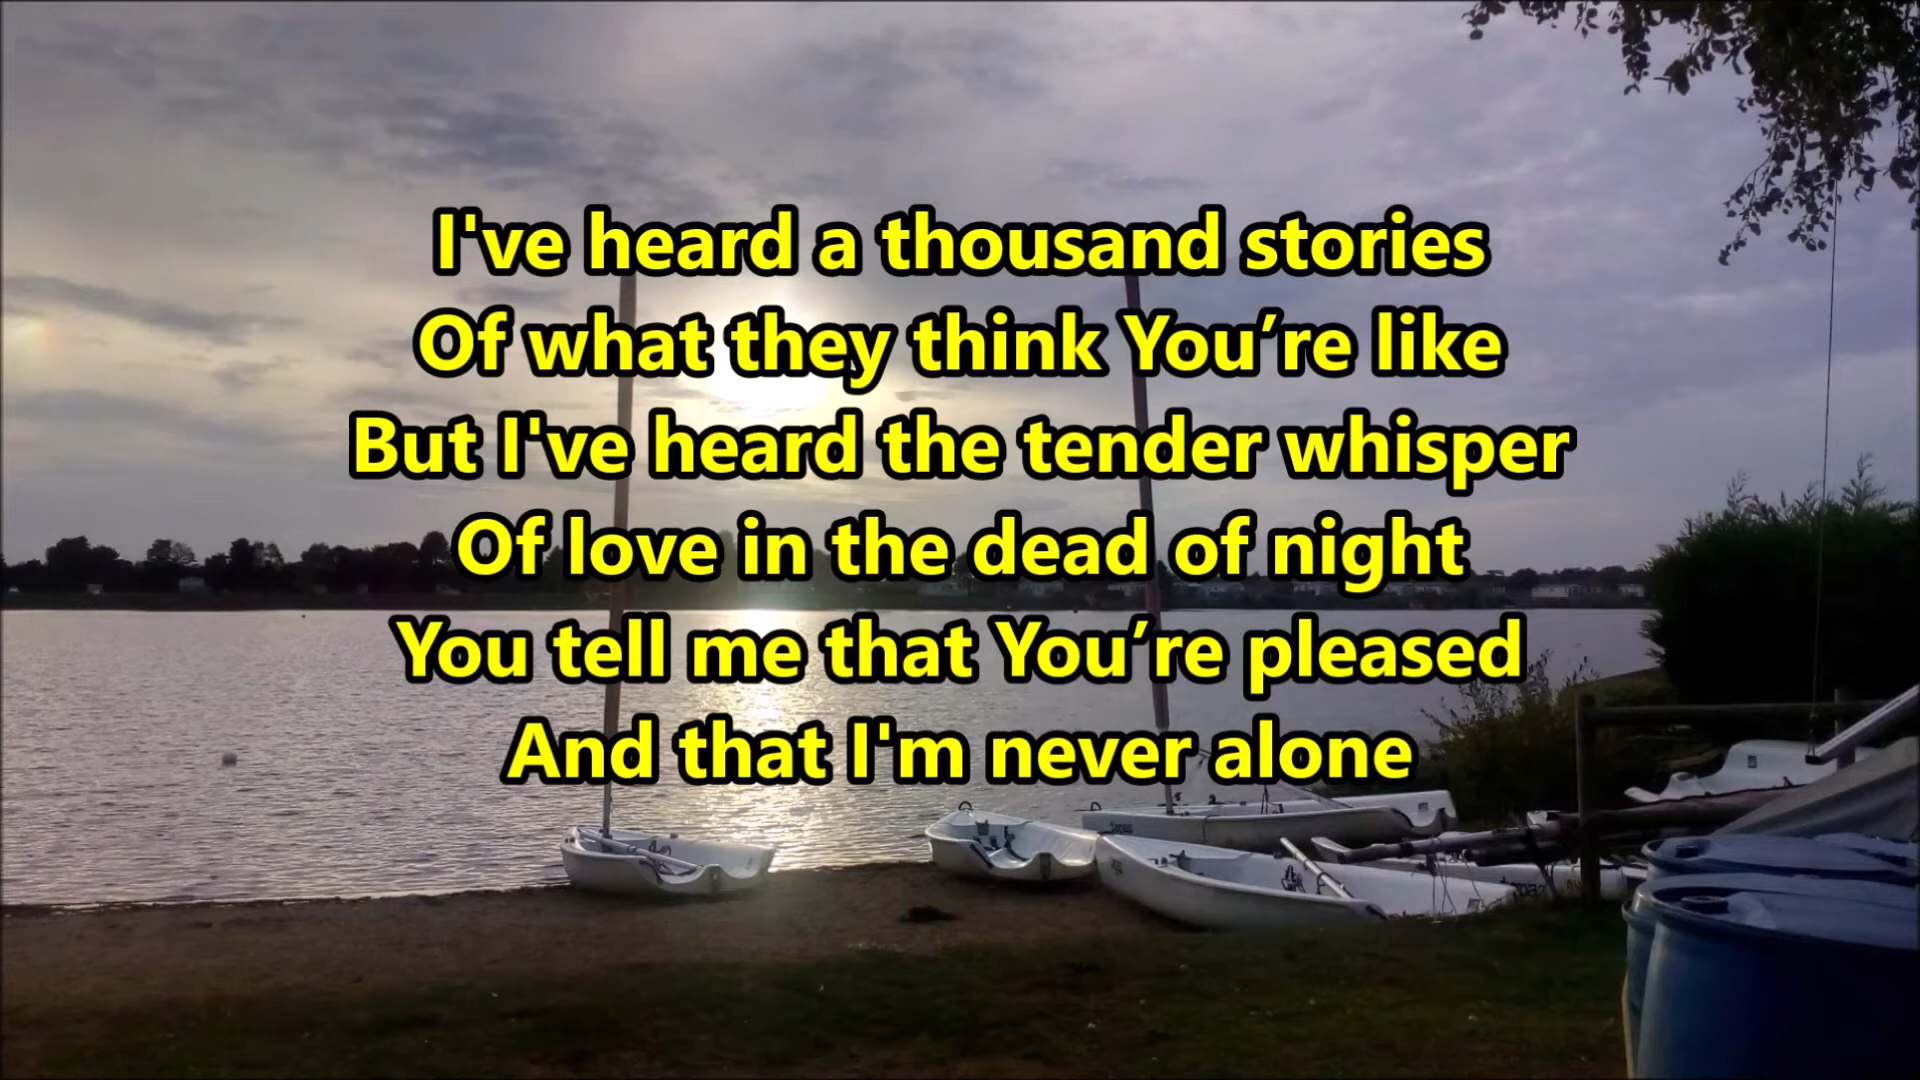 I've heard a thousand stories
Of what they think You’re like
But I've heard the tender whisper
Of love in the dead of night
You tell me that You’re pleased
And that I'm never alone